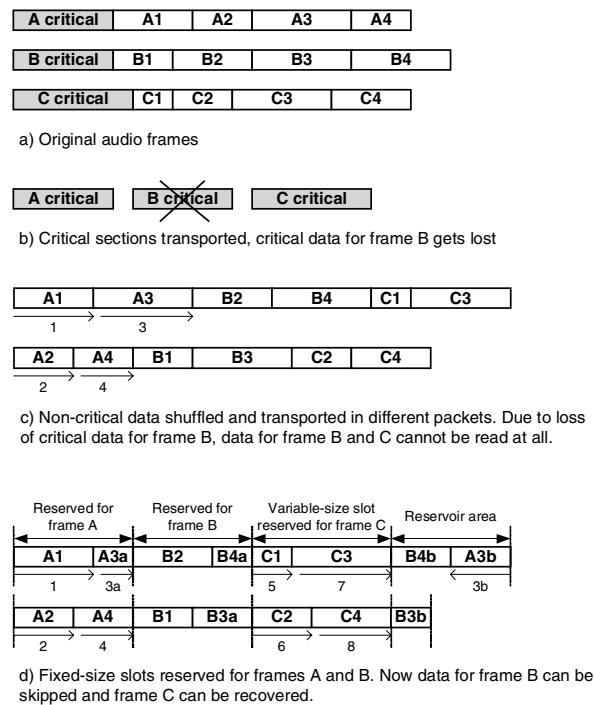 A critical A1 A2 A3 A4
B critical B1 B2 B3 B4
C critical C1 C2 C3 C4
a) Original audio frames
A critical B critical C critical
b) Critical sections transported, critical data for frame B gets lost
A1 A3 B2 B4 C1 C3
1 3
A2 A4 B1 B3 C2 C4
2 4
c) Non-critical data shuffled and transported in different packets. Due to loss
of critical data for frame B, data for frame B and C cannot be read at all.
Reserved for
frame A
Reserved for
frame B
Variable-size slot
reserved for frame C
Reservoir area
A1 A3a B2 B4a C1 C3 B4b A3b
1 3a 5 7 3b
A2 A4 B1 B3a C2 C4 B3b
2 4 6 8
d) Fixed-size slots reserved for frames A and B. Now data for frame B can be
skipped and frame C can be recovered.